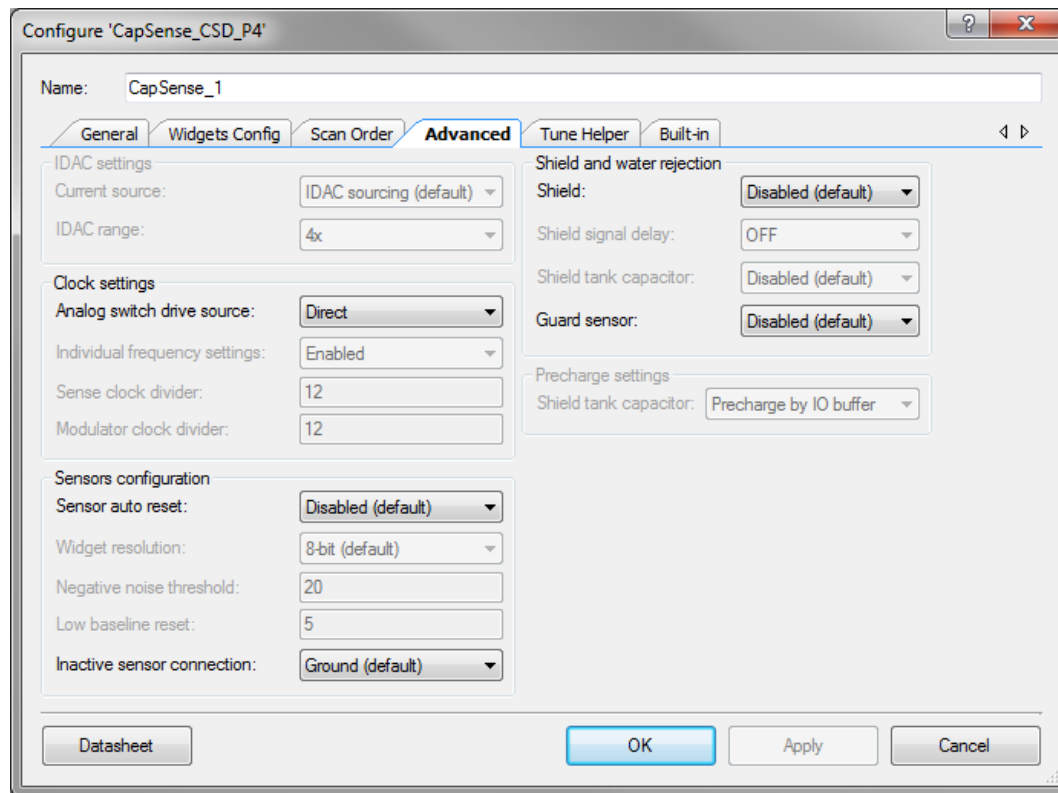 Configure 'CapSense_CSD_P4'
Name: CapSense_1
General Widgets Config Scan Order Advanced Tune Helper Built-in
IDAC settings
Current source: IDAC sourcing (default)
IDAC range: 4x
Clock settings
Analog switch drive source: Direct
Individual frequency settings: Enabled
Sense clock divider: 12
Modulator clock divider: 12
Sensors configuration
Sensor auto reset: Disabled (default)
Widget resolution: 8-bit (default)
Negative noise threshold: 20
Low baseline reset: 5
Inactive sensor connection: Ground (default)
Shield and water rejection
Shield: Disabled (default)
Shield signal delay: OFF
Shield tank capacitor: Disabled (default)
Guard sensor: Disabled (default)
Precharge settings
Shield tank capacitor: Precharge by IO buffer
Datasheet OK Apply Cancel